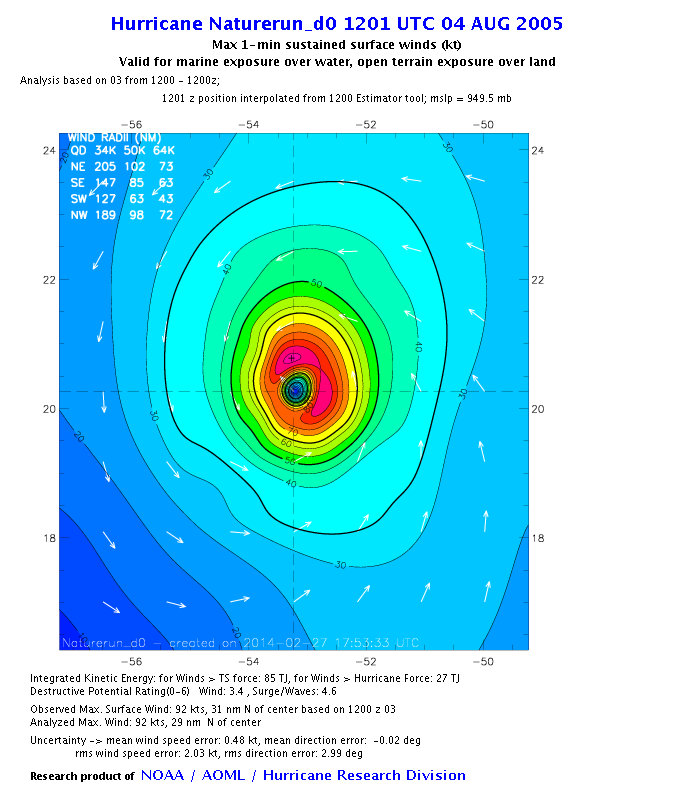 Hurricane Naturerun_d0 1201 UTC 04 AUG 2005
Max 1-min sustained surface winds (kt)
Valid for marine exposure over water, open terrain exposure over land
Analysis based on 03 from 1200 - 1200z;
1201 z position interpolated from 1200 Estimator tool; mslp = 949.5 mb
-56 -54 -52 -50
WIND RADII (NM)
QD 34K 50K 64K
NE 205 102 73
SE 147 85 63
SW 127 63 43
NW 189 98 72
24 24
22 22
20 20
18 18
20 30 30
40 50 40
30 30
20 70
60
50
40
30
20
Naturerun_d0 - created on 2014-02-27 17:53:33 UTC
-56 -54 -52 -50
Integrated Kinetic Energy: for Winds > TS force: 85 TJ, for Winds > Hurricane Force: 27 TJ
Destructive Potential Rating(0-6) Wind: 3.4 , Surge/Waves: 4.6
Observed Max. Surface Wind: 92 kts, 31 nm N of center based on 1200 z 03
Analyzed Max. Wind: 92 kts, 29 nm N of center
Uncertainty -> mean wind speed error: 0.48 kt, mean direction error: -0.02 deg
rms wind speed error: 2.03 kt, rms direction error: 2.99 deg
Research product of NOAA / AOML / Hurricane Research Division